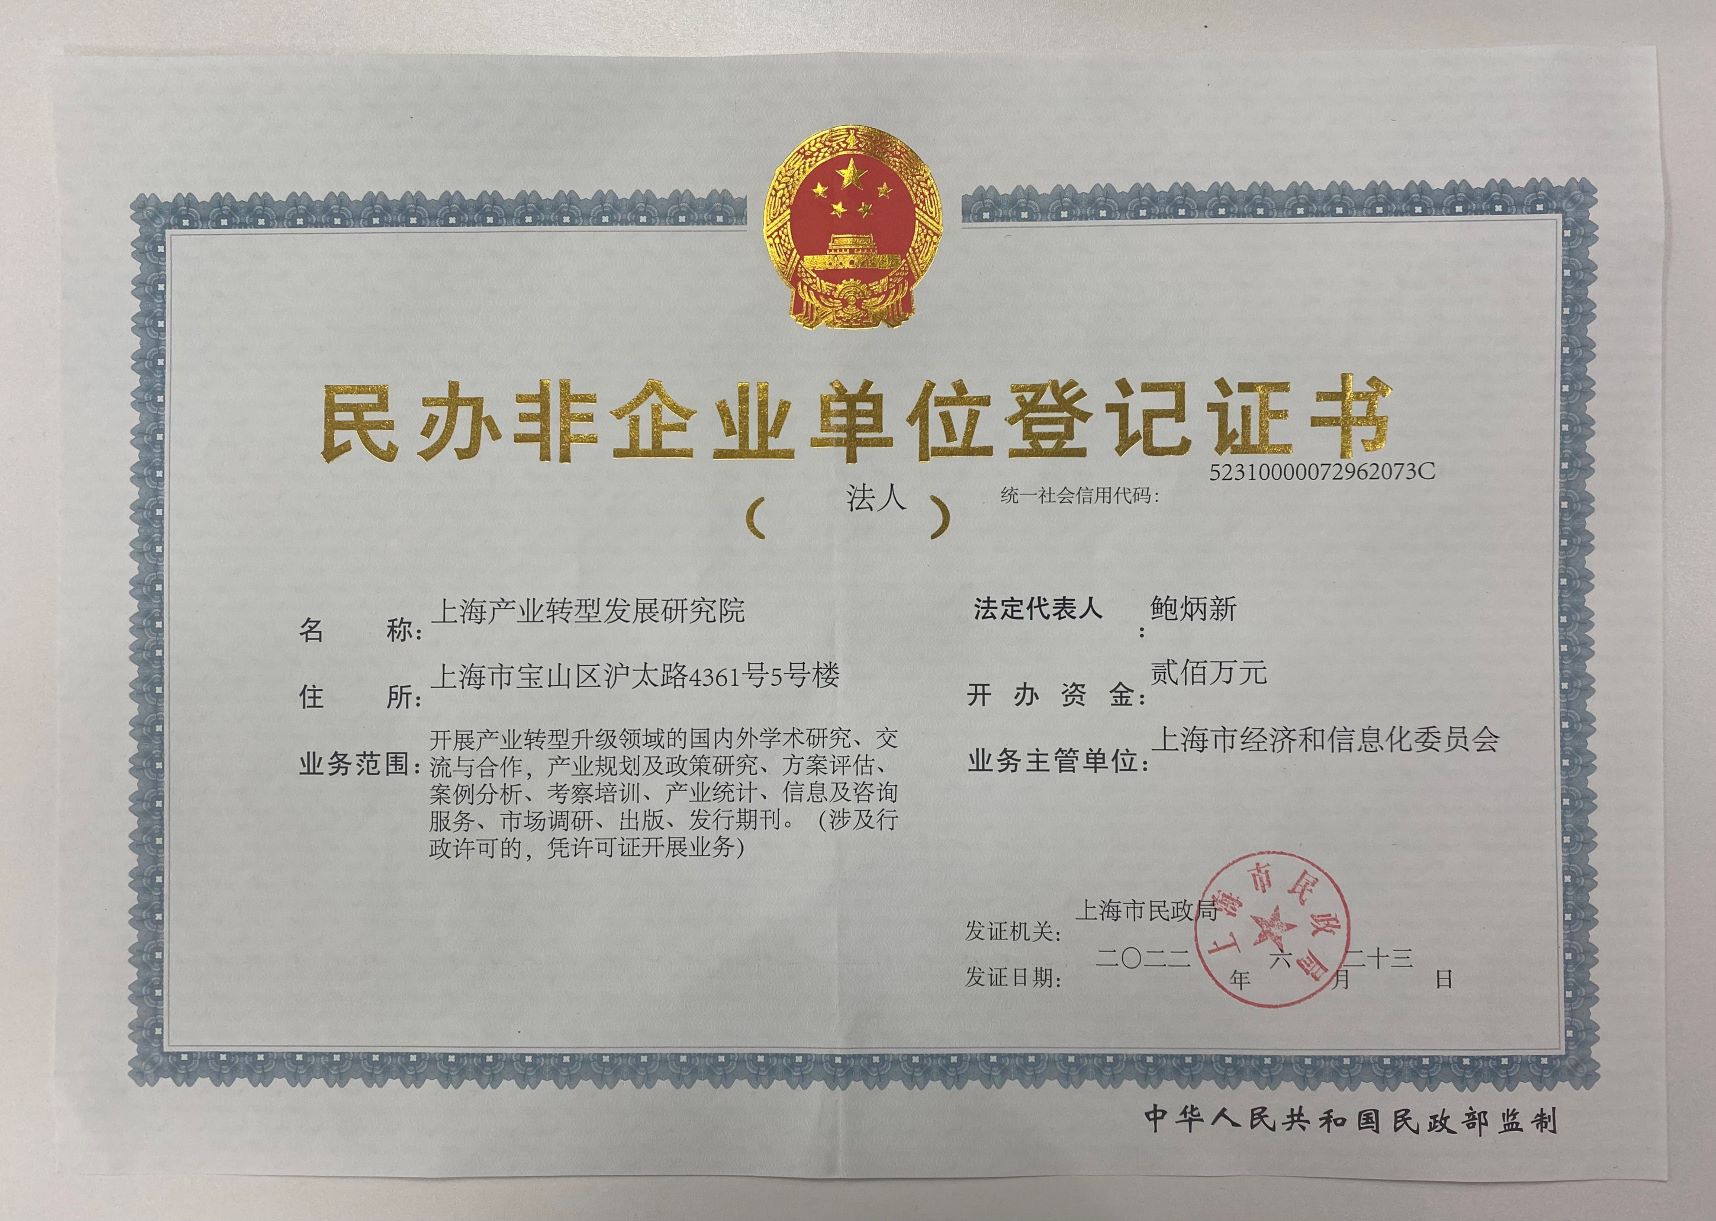 民办非企业单位登记证书
（法人）
统一社会信用代码：52310000072962073C
名称：上海产业转型发展研究院
住所：上海市宝山区沪太路4361号5号楼
业务范围：开展产业转型升级领域的国内外学术研究、交
流与合作，产业规划及政策研究、方案评估、
案例分析、考察培训、产业统计、信息及咨询
服务、市场调研、出版、发行期刊。（涉及行
政许可的，凭许可证开展业务）
法定代表人：鲍炳新
开办资金：贰佰万元
业务主管单位：上海市经济和信息化委员会
发证机关：上海市民政局
发证日期：二〇二二年六月二十三日
上海市民政局
中华人民共和国民政部监制